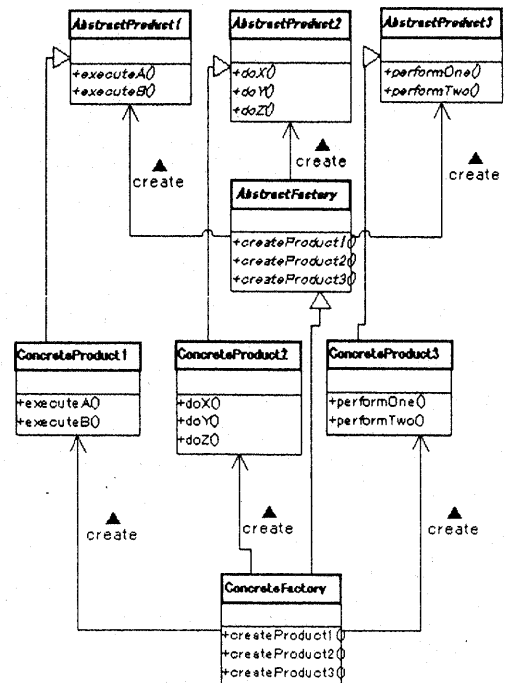 AbstractProduct1
+executeA()
+executeB()
AbstractProduct2
+doX()
+doY()
+doZ()
AbstractProduct3
+performOne()
+performTwo()
create
create
create
AbstractFactory
+createProduct1()
+createProduct2()
+createProduct3()
ConcreteProduct1
+executeA()
+executeB()
ConcreteProduct2
+doX()
+doY()
+doZ()
ConcreteProduct3
+performOne()
+performTwo()
create
create
create
ConcreteFactory
+createProduct1()
+createProduct2()
+createProduct3()